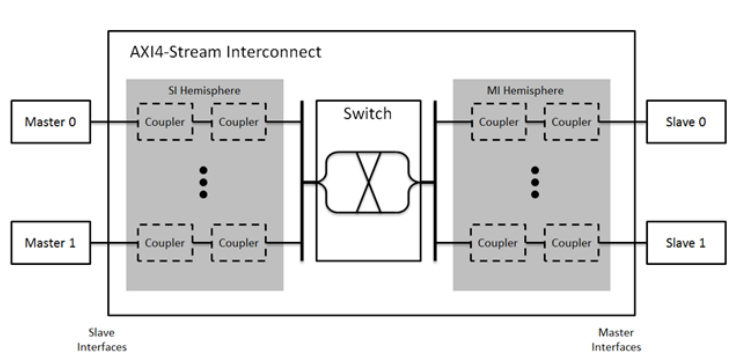 AXI4-Stream Interconnect
SI Hemisphere
MI Hemisphere
Switch
Master 0
Coupler
Coupler
Coupler
Coupler
Slave 0
Master 1
Coupler
Coupler
Coupler
Coupler
Slave 1
Slave
Interfaces
Master
Interfaces